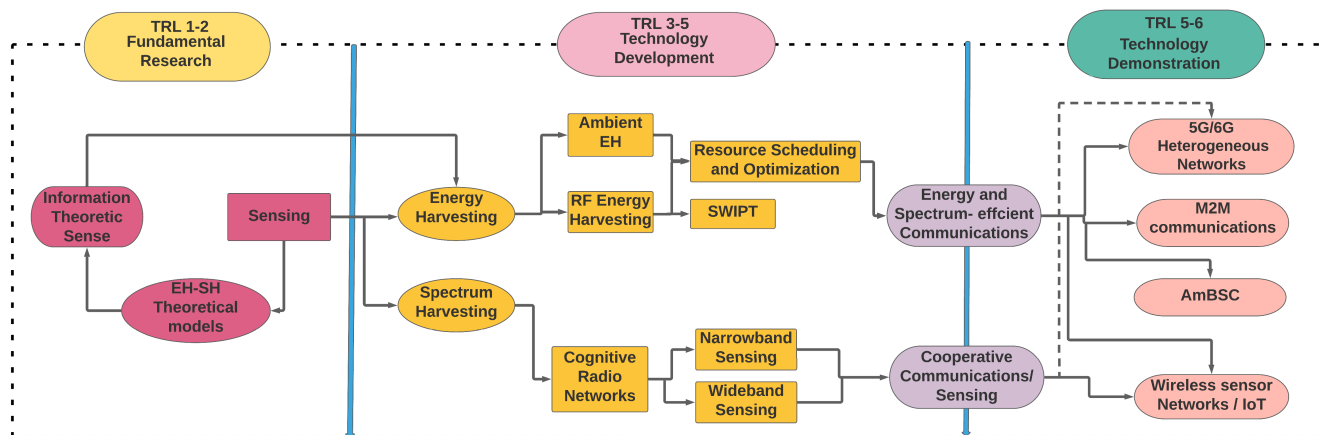 TRL 1-2
Fundamental
Research
TRL 3-5
Technology
Development
TRL 5-6
Technology
Demonstration
Information
Theoretic
Sense
Sensing
EH-SH
Theoretical
models
Energy
Harvesting
Spectrum
Harvesting
Ambient
EH
RF Energy
Harvesting
Resource Scheduling
and Optimization
SWIPT
Cognitive
Radio
Networks
Narrowband
Sensing
Wideband
Sensing
Energy and
Spectrum- effcient
Communications
Cooperative
Communications/
Sensing
5G/6G
Heterogeneous
Networks
M2M
communications
AmBSC
Wireless sensor
Networks / IoT